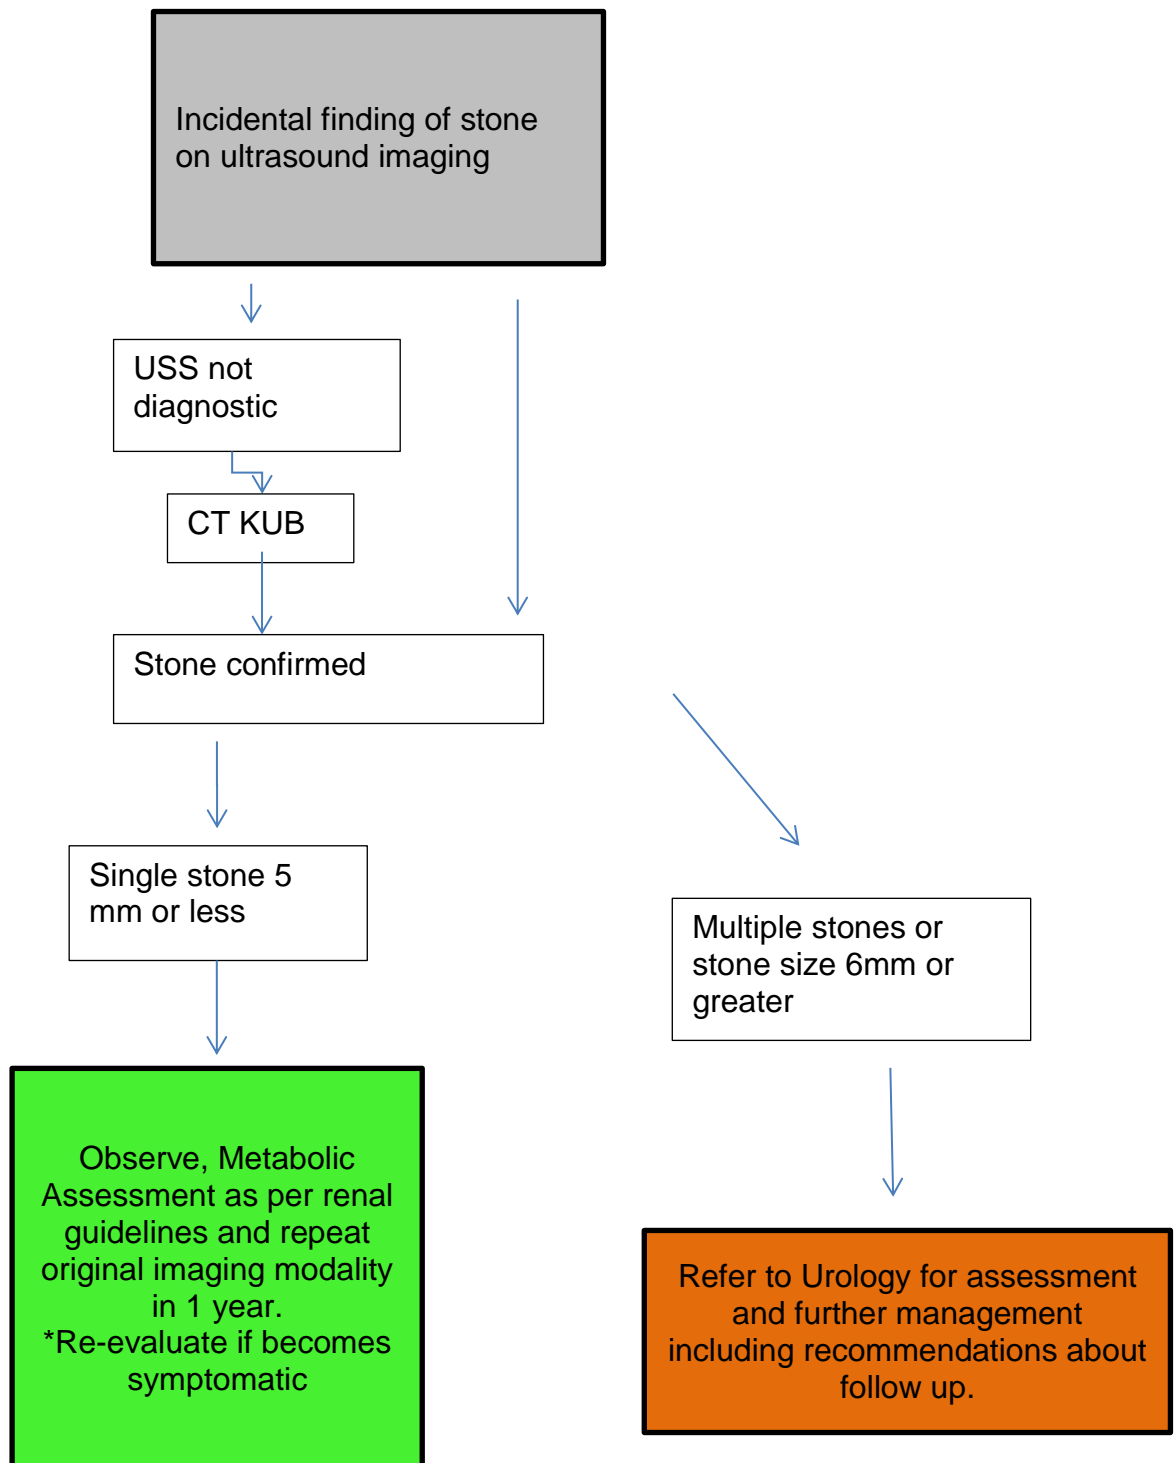 Incidental finding of stone
on ultrasound imaging
USS not
diagnostic
CT KUB
Stone confirmed
Single stone 5
mm or less
Multiple stones or
stone size 6mm or
greater
Observe, Metabolic
Assessment as per renal
guidelines and repeat
original imaging modality
in 1 year.
*Re-evaluate if becomes
symptomatic
Refer to Urology for assessment
and further management
including recommendations about
follow up.